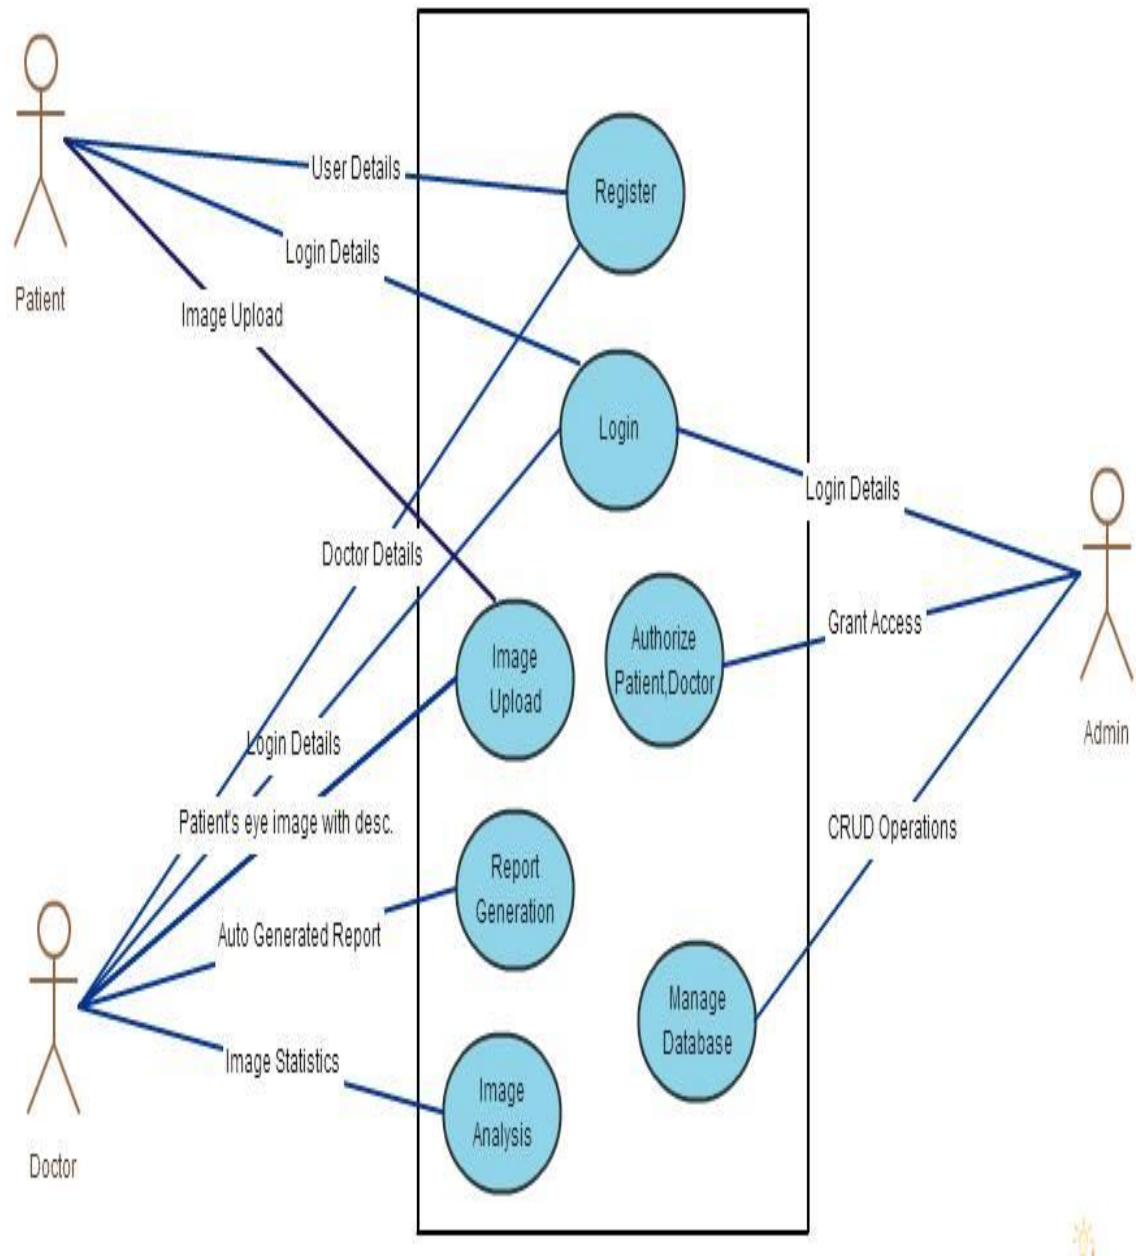 User Details
Register
Login Details
Patient
Image Upload
Login
Login Details
Doctor Details
Grant Access
Authorize
Patient,Doctor
Image
Upload
Admin
Login Details
Patient's eye image with desc.
CRUD Operations
Report
Generation
Auto Generated Report
Manage
Database
Image Statistics
Image
Analysis
Doctor